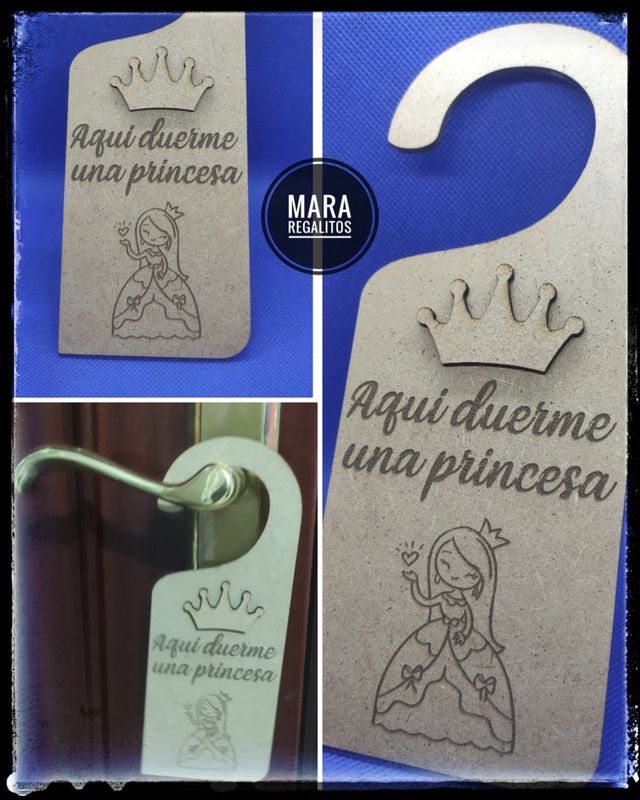 Aqui duerme
una princesa
MARA
REGALITOS
Aqui duerme
una princesa
Aqui duerme
una princesa